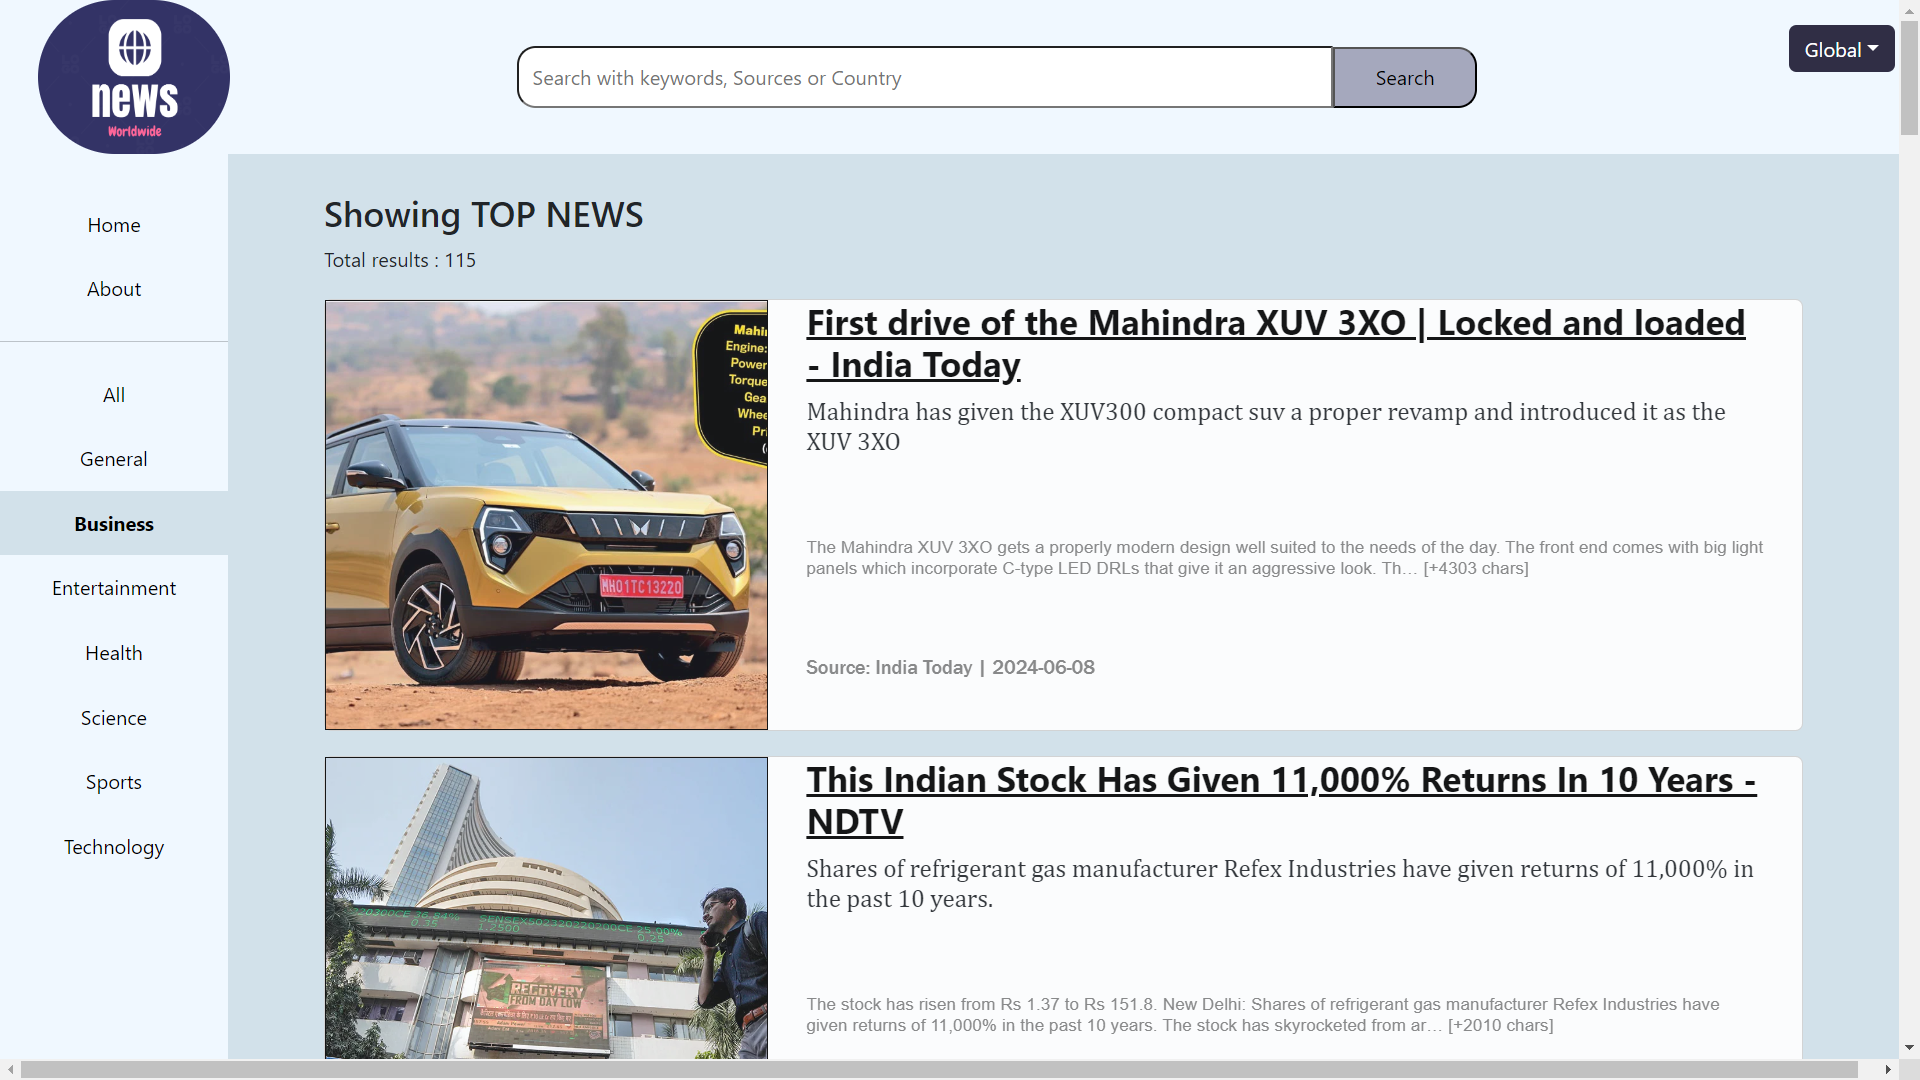 news
Worldwide
Search with keywords, Sources or Country
Search
Global
Home
About
All
General
Business
Entertainment
Health
Science
Sports
Technology
Showing TOP NEWS
Total results : 115
Mahin
Engine:
Power
Torque
Gea
Whee
Pri
(
MH01TC13220
First drive of the Mahindra XUV 3XO | Locked and loaded
- India Today
Mahindra has given the XUV300 compact suv a proper revamp and introduced it as the
XUV 3XO
The Mahindra XUV 3XO gets a properly modern design well suited to the needs of the day. The front end comes with big light
panels which incorporate C-type LED DRLs that give it an aggressive look. Th… [+4303 chars]
Source: India Today | 2024-06-08
RECOVERY
FROM DAY LOW
This Indian Stock Has Given 11,000% Returns In 10 Years -
NDTV
Shares of refrigerant gas manufacturer Refex Industries have given returns of 11,000% in
the past 10 years.
The stock has risen from Rs 1.37 to Rs 151.8. New Delhi: Shares of refrigerant gas manufacturer Refex Industries have
given returns of 11,000% in the past 10 years. The stock has skyrocketed from ar… [+2010 chars]